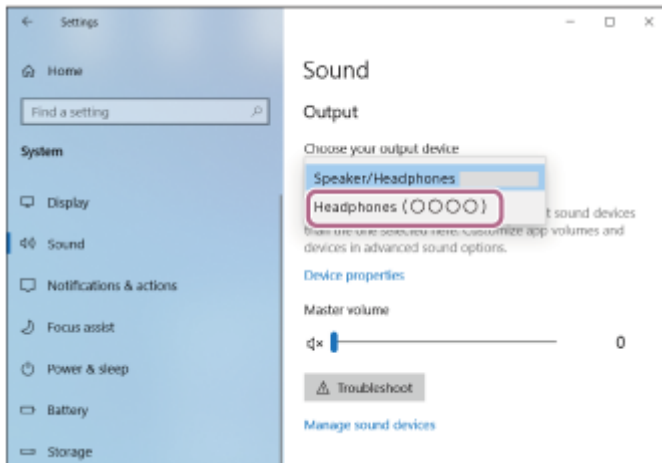 Settings
Home
Find a setting
System
Display
Sound
Notifications & actions
Focus assist
Power & sleep
Battery
Storage
Sound
Output
Choose your output device
Speaker/Headphones
Headphones (○○○○)
t sound devices
than the one selected here. Customize app volumes and
devices in advanced sound options.
Device properties
Master volume
0
Troubleshoot
Manage sound devices